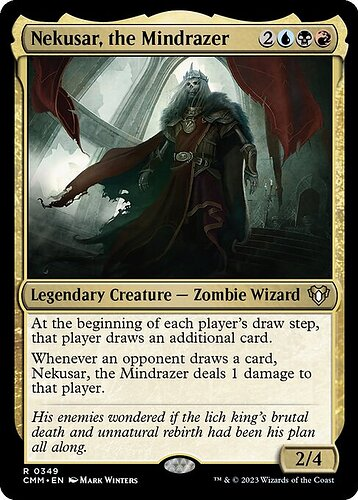 Nekusar, the Mindrazer 2
Legendary Creature — Zombie Wizard
At the beginning of each player's draw step,
that player draws an additional card.
Whenever an opponent draws a card,
Nekusar, the Mindrazer deals 1 damage to
that player.
His enemies wondered if the lich king's brutal
death and unnatural rebirth had been his plan
all along.
2/4
R 0349
CMM • EN Mark Winters
™ & © 2023 Wizards of the Coast